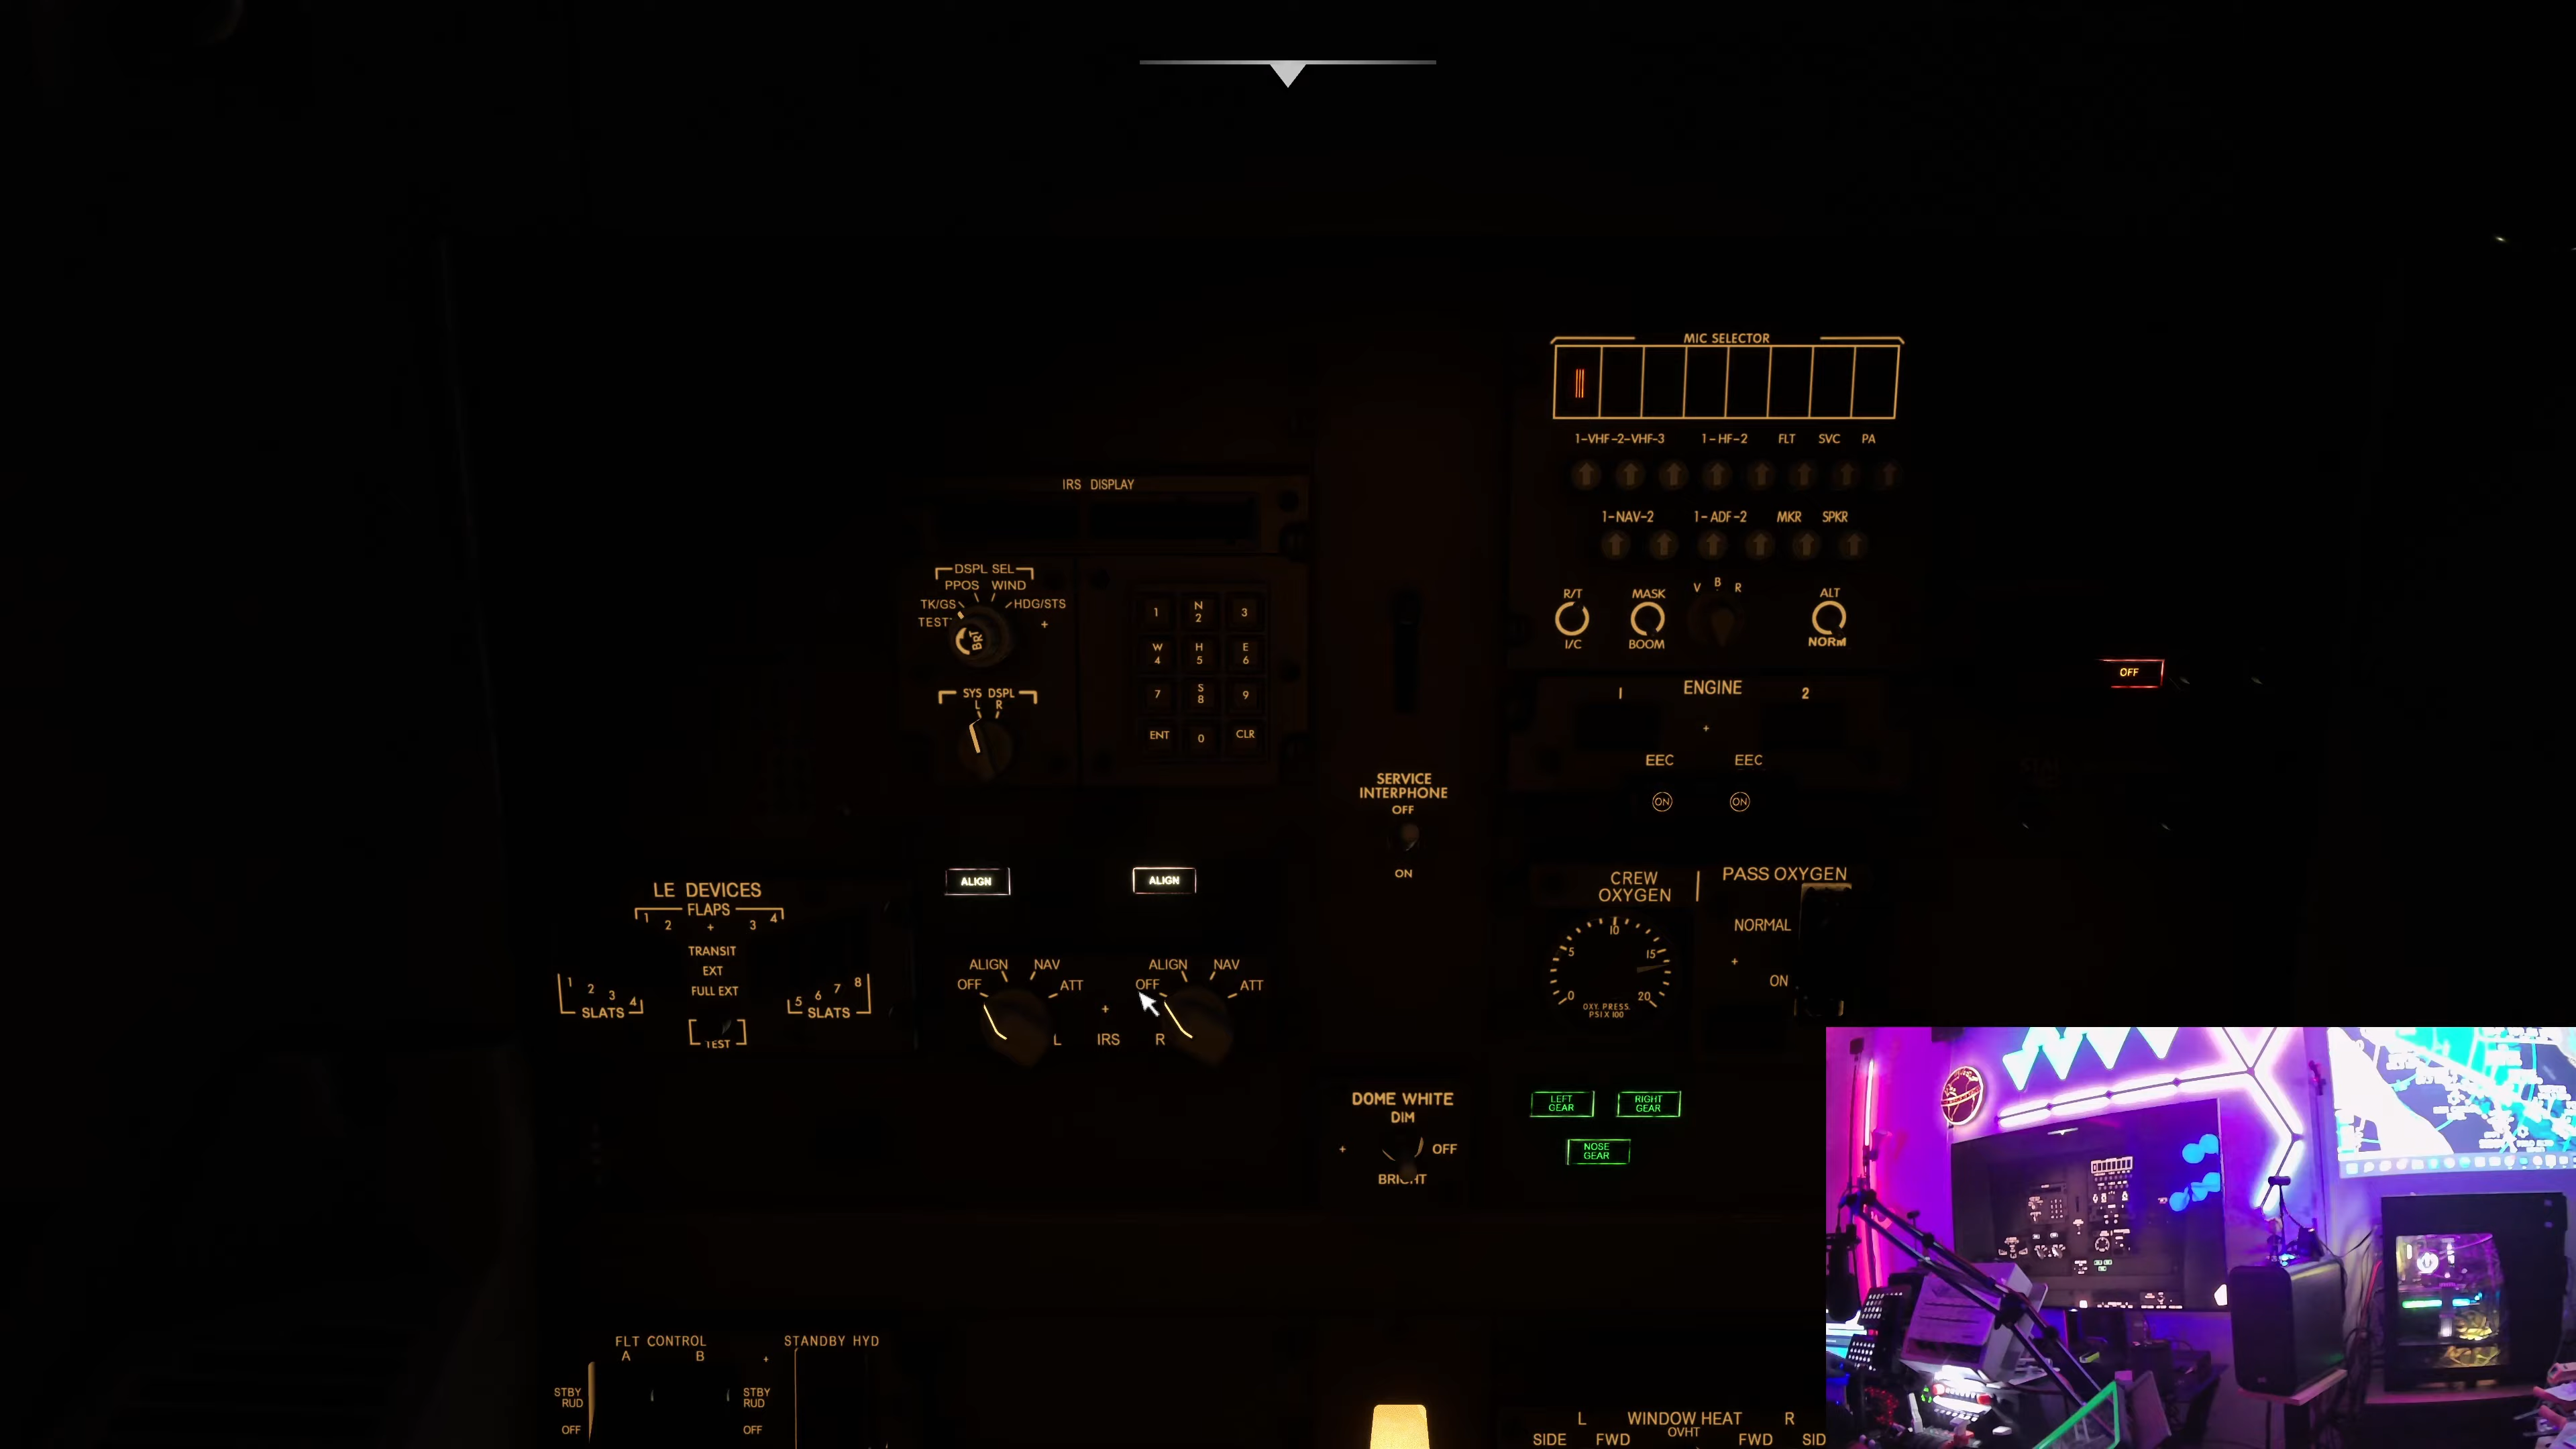 MIC SELECTOR
1-VHF-2-VHF-3 1-HF-2 FLT SVC PA
1-NAV-2 1-ADF-2 MKR SPKR
V B R
R/T MASK ALT
I/C BOOM NORM
IRS DISPLAY
DSPL SEL
PPOS WIND
TK/GS HDG/STS
TEST
BRT
SYS DSPL
L R
1 N 2 3
W 4 H 5 E 6
7 S 8 9
ENT 0 CLR
1 ENGINE 2
EEC EEC
ON ON
OFF
SERVICE
INTERPHONE
OFF
ON
ALIGN ALIGN
LE DEVICES
FLAPS
1 2 3 4
TRANSIT
EXT
FULL EXT
1 2 3 4 5 6 7 8
SLATS SLATS
TEST
ALIGN NAV ALIGN NAV
OFF ATT OFF ATT
L IRS R
CREW
OXYGEN
PASS OXYGEN
NORMAL
ON
0 5 10 15 20
OXY. PRESS.
PSI X 100
DOME WHITE
DIM
OFF
BRIGHT
LEFT
GEAR
RIGHT
GEAR
NOSE
GEAR
FLT CONTROL
A B
STBY
RUD
OFF
STBY
RUD
OFF
STANDBY HYD
L WINDOW HEAT R
OVHT
SIDE FWD FWD SID